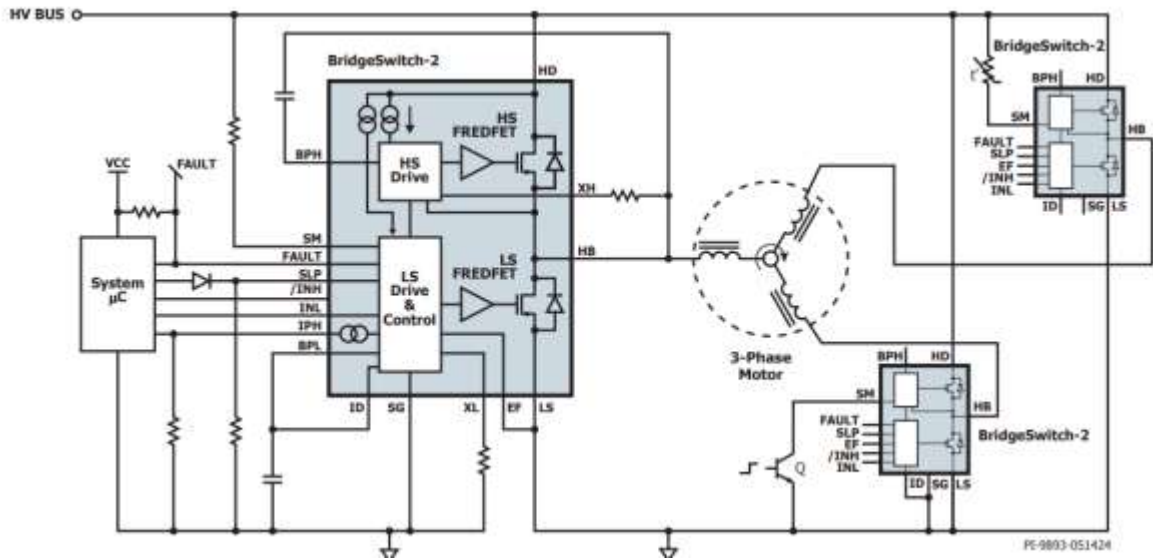 HV BUS
BridgeSwitch-2
HD
HS
FREDFET
BPH
HS
Drive
XH
VCC
FAULT
SM
FAULT
SLP
/INH
INL
IPH
BPL
System
µC
LS
Drive
&
Control
LS
FREDFET
HB
ID
SG
XL
EF
LS
3-Phase
Motor
BridgeSwitch-2
t°
BPH
HD
SM
HB
FAULT
SLP
EF
/INH
INL
ID
SG
LS
BPH
HD
SM
HB
FAULT
SLP
EF
/INH
INL
BridgeSwitch-2
Q
ID
SG
LS
PI-9893-051424